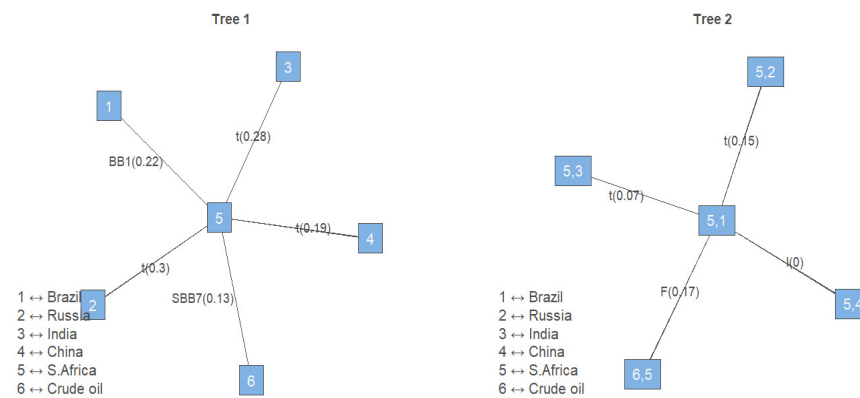 Tree 1
3
1
t(0.28)
BB1(0.22)
5
t(0.19)
4
t(0.3)
SBB7(0.13)
2
6
1 ↔ Brazil
2 ↔ Russia
3 ↔ India
4 ↔ China
5 ↔ S.Africa
6 ↔ Crude oil
Tree 2
5,2
t(0.15)
5,3
t(0.07)
5,1
I(0)
F(0.17)
5,4
6,5
1 ↔ Brazil
2 ↔ Russia
3 ↔ India
4 ↔ China
5 ↔ S.Africa
6 ↔ Crude oil